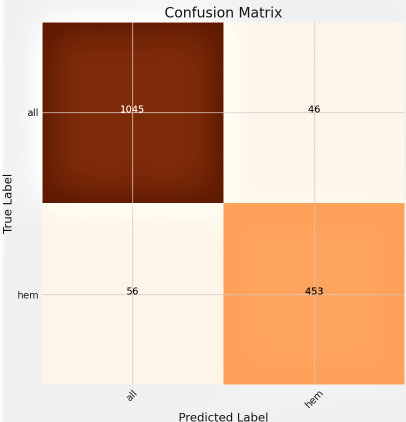 Confusion Matrix
True Label
all
1045
46
hem
56
453
all
hem
Predicted Label